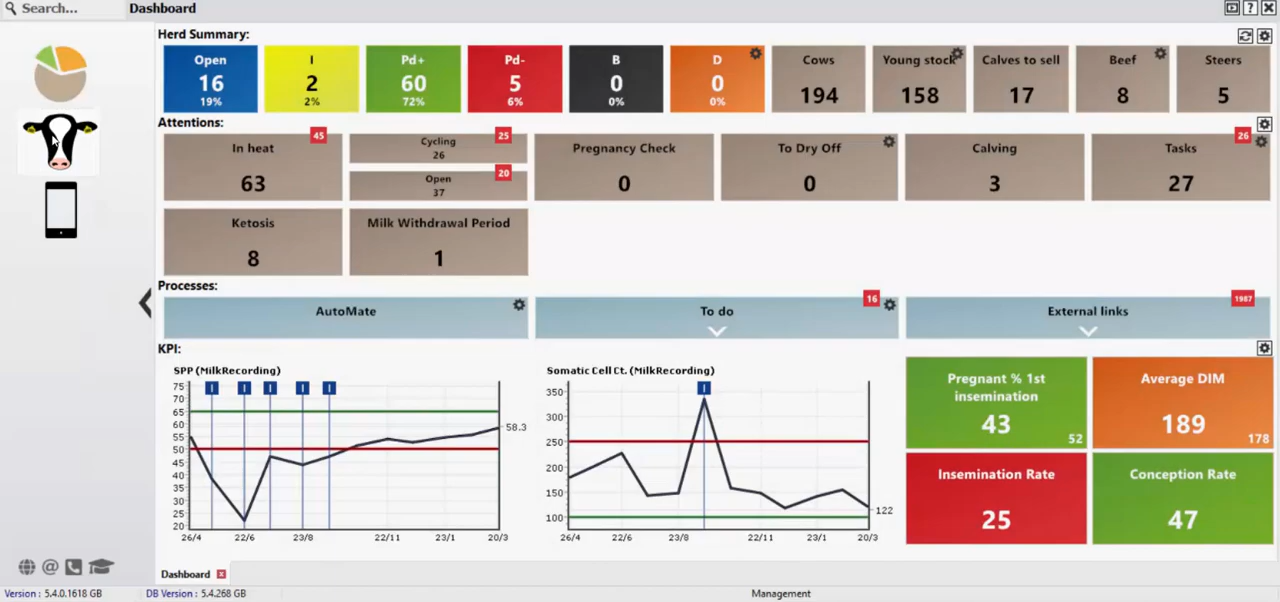 Search...
Dashboard
Herd Summary:
Open
16
19%
I
2
2%
Pd+
60
72%
Pd-
5
6%
B
0
0%
D
0
0%
Cows
194
Young stock
158
Calves to sell
17
Beef
8
Steers
5
Attentions:
In heat
63
45
Cycling
26
25
Open
37
20
Pregnancy Check
0
To Dry Off
0
Calving
3
Tasks
27
26
Ketosis
8
Milk Withdrawal Period
1
Processes:
AutoMate
To do
16
External links
1987
KPI:
SPP (MilkRecording)
75
70
65
60
55
50
45
40
35
30
25
20
I I I I I
58.3
26/4 22/6 23/8 22/11 23/1 20/3
Somatic Cell Ct. (MilkRecording)
350
300
250
200
150
100
I
122
26/4 22/6 23/8 22/11 23/1 20/3
Pregnant % 1st
insemination
43
52
Average DIM
189
178
Insemination Rate
25
Conception Rate
47
Dashboard
Version : 5.4.0.1618 GB
DB Version : 5.4.268 GB
Management